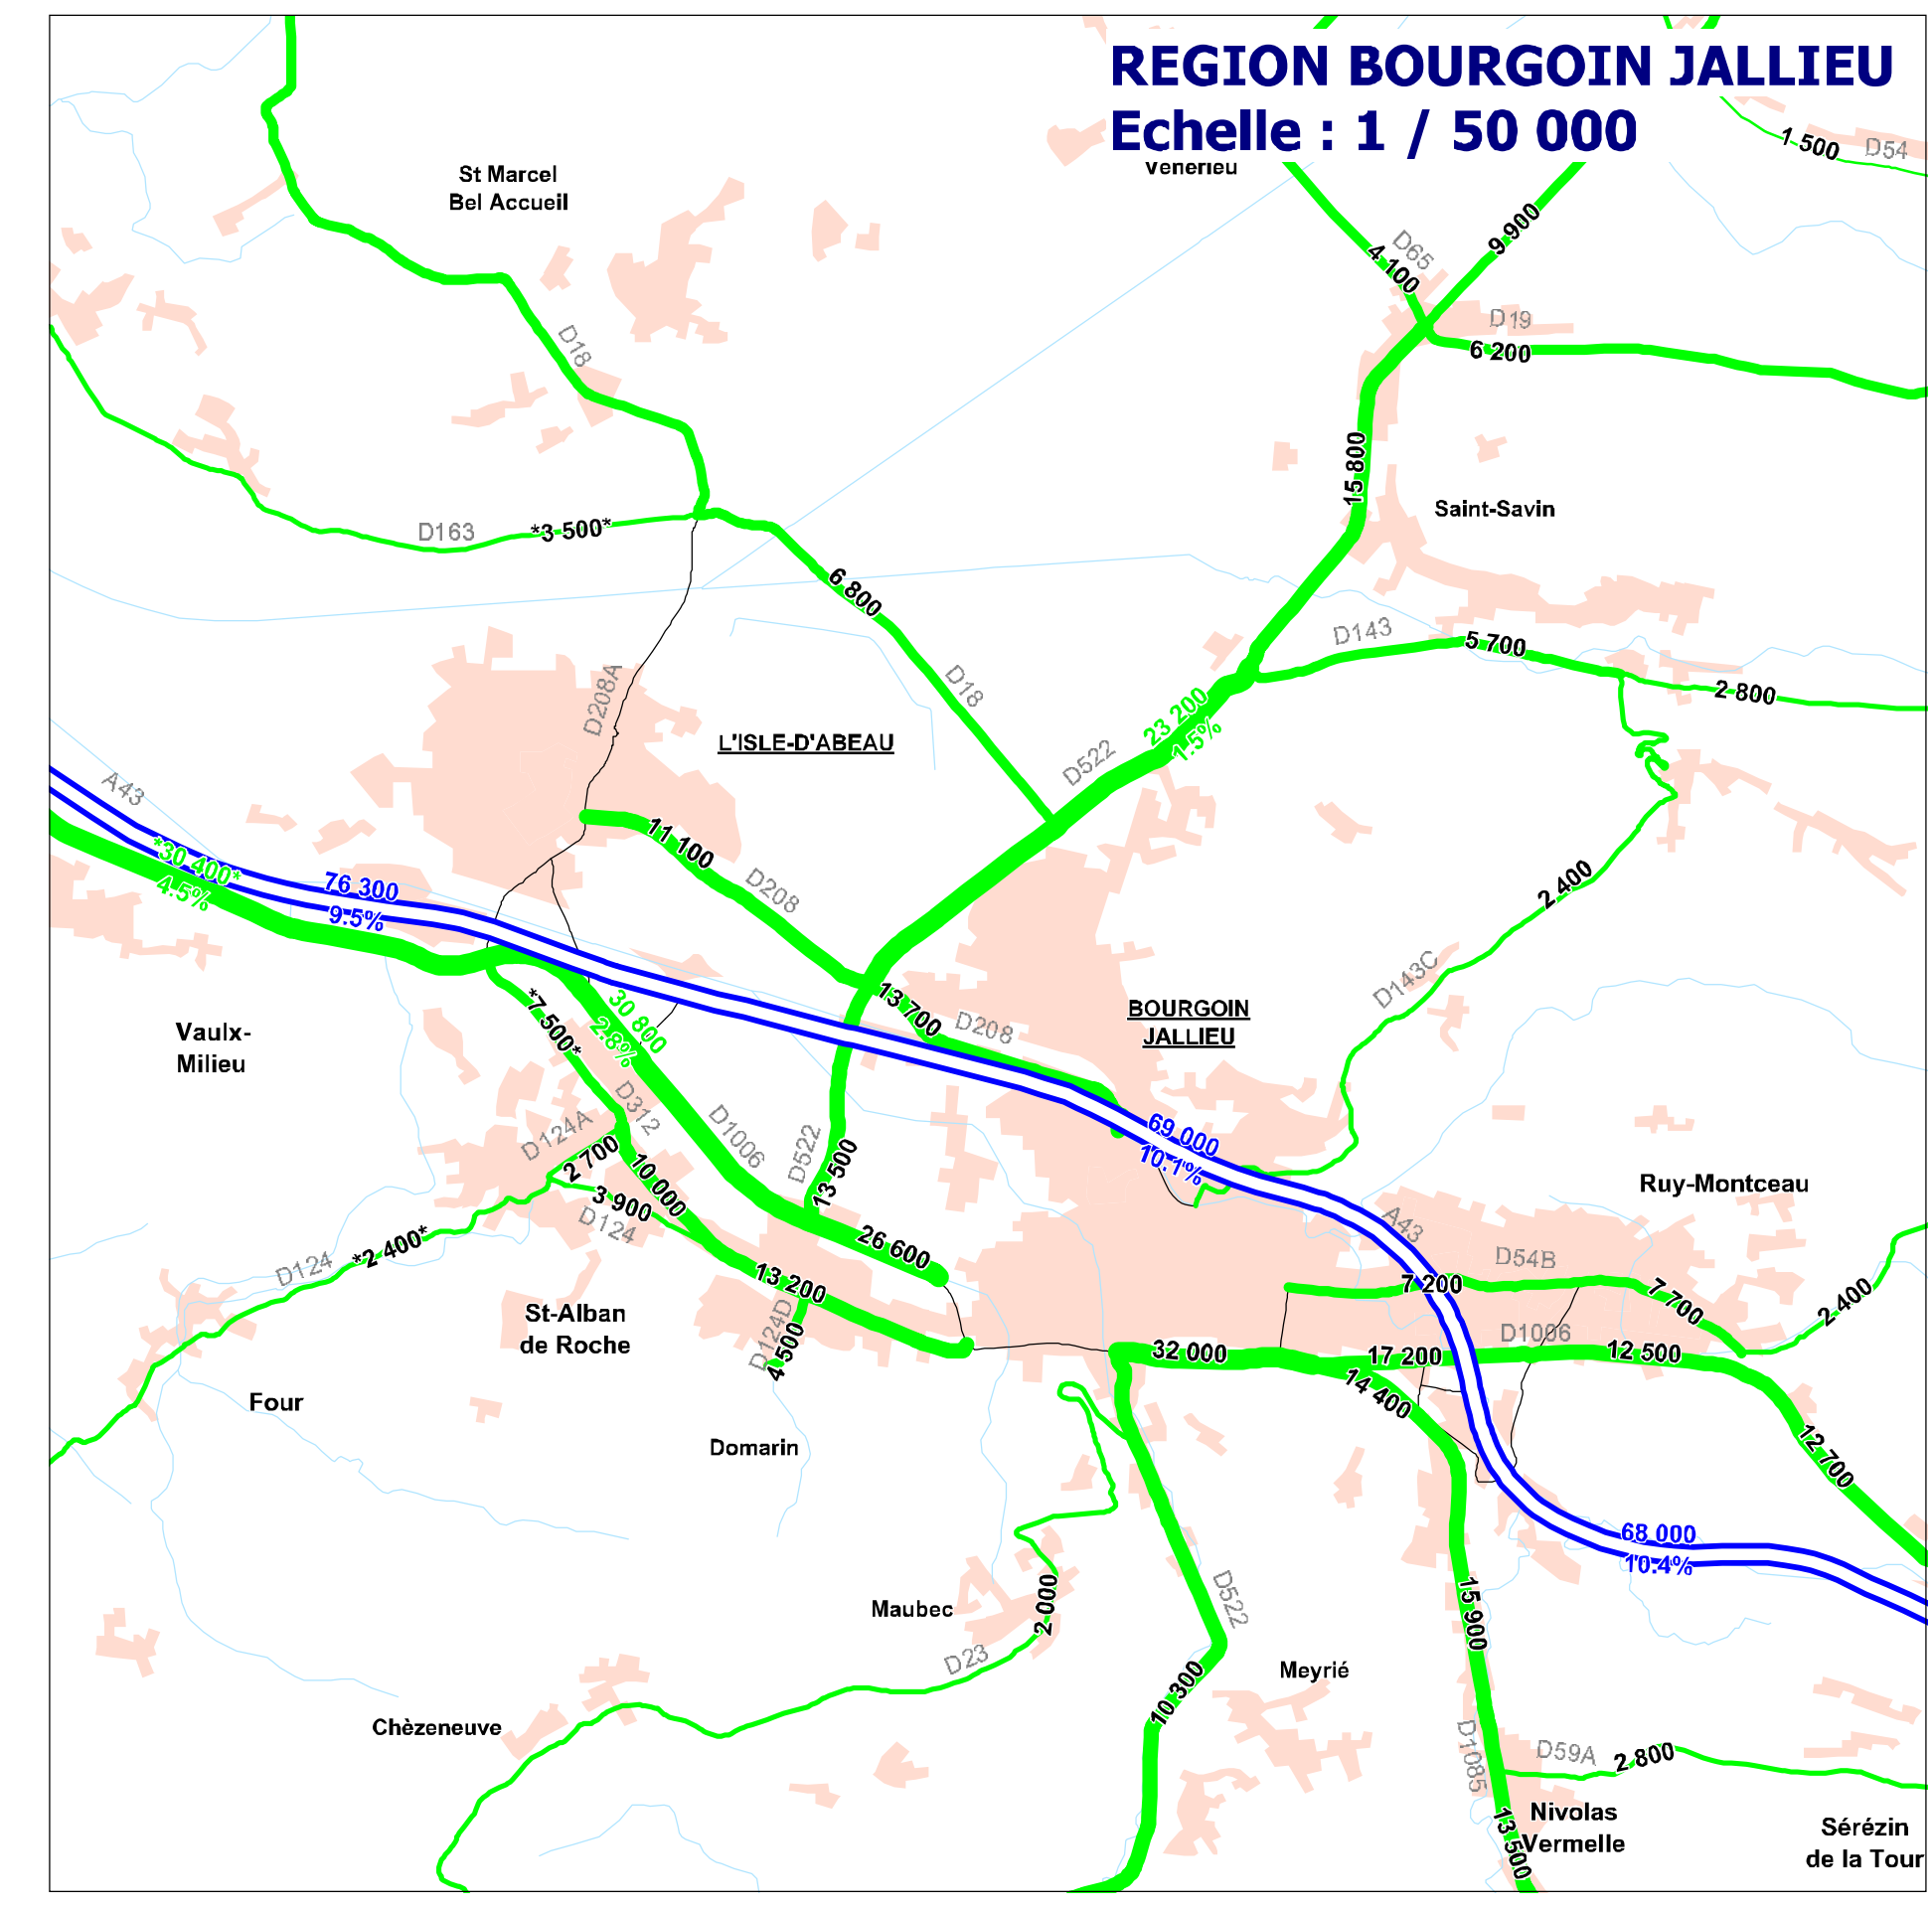 REGION BOURGOIN JALLIEU
Echelle : 1 / 50 000
1 500
D54
Vénérieu
St Marcel
Bel Accueil
D65
4 100
9 900
D19
6 200
D18
15 800
Saint-Savin
D163
*3 500*
6 800
D143
5 700
2 800
D208A
D18
L'ISLE-D'ABEAU
23 200
1.5%
D522
A43
*30 400*
4.5%
76 300
9.5%
11 100
D208
2 400
D143C
13 700
D208
BOURGOIN
JALLIEU
Vaulx-
Milieu
*7 500*
30 800
2.8%
D312
D124A
2 700
D1006
D522
13 500
10 000
3 900
D124
69 000
10.1%
Ruy-Montceau
A43
D54B
7 200
7 700
2 400
D124
*2 400*
26 600
13 200
D124D
4 500
St-Alban
de Roche
D1006
32 000
17 200
12 500
14 400
12 700
Four
Domarin
68 000
10.4%
Maubec
2 000
D23
D522
10 300
15 900
Meyrié
Chèzeneuve
D1085
D59A
2 800
Nivolas
Vermelle
13 500
Sérézin
de la Tour